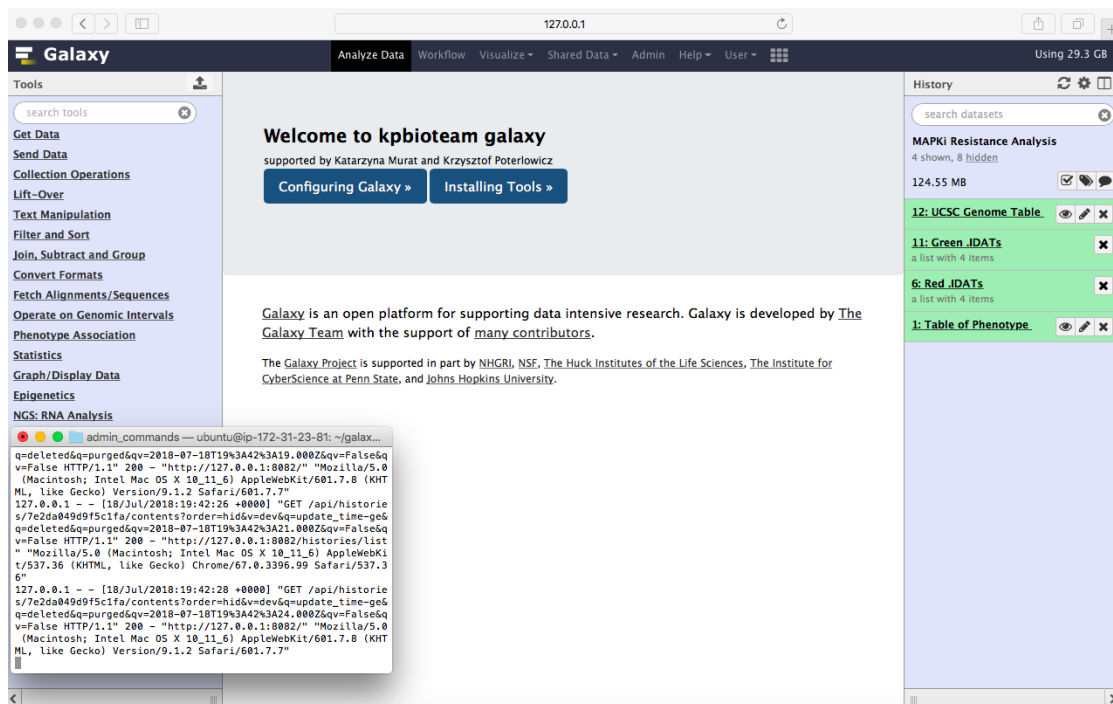 127.0.0.1
Galaxy
Analyze Data Workflow Visualize Shared Data Admin Help User
Using 29.3 GB
Tools
search tools
Get Data
Send Data
Collection Operations
Lift-Over
Text Manipulation
Filter and Sort
Join, Subtract and Group
Convert Formats
Fetch Alignments/Sequences
Operate on Genomic Intervals
Phenotype Association
Statistics
Graph/Display Data
Epigenetics
NGS: RNA Analysis
Welcome to kpbioteam galaxy
supported by Katarzyna Murat and Krzysztof Poterlowicz
Configuring Galaxy »
Installing Tools »
Galaxy is an open platform for supporting data intensive research. Galaxy is developed by The
Galaxy Team with the support of many contributors.
The Galaxy Project is supported in part by NHGRI, NSF, The Huck Institutes of the Life Sciences, The Institute for
CyberScience at Penn State, and Johns Hopkins University.
History
search datasets
MAPKi Resistance Analysis
4 shown, 8 hidden
124.55 MB
12: UCSC Genome Table
11: Green .IDATs
a list with 4 items
6: Red .IDATs
a list with 4 items
1: Table of Phenotype
admin_commands — ubuntu@ip-172-31-23-81: ~/galax...
q=deleted&q=purged&qv=2018-07-18T19%3A42%3A19.000Z&qv=False&q
v=False HTTP/1.1" 200 - "http://127.0.0.1:8082/" "Mozilla/5.0
(Macintosh; Intel Mac OS X 10_11_6) AppleWebKit/601.7.8 (KHT
ML, like Gecko) Version/9.1.2 Safari/601.7.7"
127.0.0.1 - - [18/Jul/2018:19:42:26 +0000] "GET /api/historie
s/7e2da049d9f5c1fa/contents?order=hid&v=dev&q=update_time-ge&
q=deleted&q=purged&qv=2018-07-18T19%3A42%3A21.000Z&qv=False&q
v=False HTTP/1.1" 200 - "http://127.0.0.1:8082/histories/list
" "Mozilla/5.0 (Macintosh; Intel Mac OS X 10_11_6) AppleWebKi
t/537.36 (KHTML, like Gecko) Chrome/67.0.3396.99 Safari/537.3
6"
127.0.0.1 - - [18/Jul/2018:19:42:28 +0000] "GET /api/historie
s/7e2da049d9f5c1fa/contents?order=hid&v=dev&q=update_time-ge&
q=deleted&q=purged&qv=2018-07-18T19%3A42%3A24.000Z&qv=False&q
v=False HTTP/1.1" 200 - "http://127.0.0.1:8082/" "Mozilla/5.0
(Macintosh; Intel Mac OS X 10_11_6) AppleWebKit/601.7.8 (KHT
ML, like Gecko) Version/9.1.2 Safari/601.7.7"